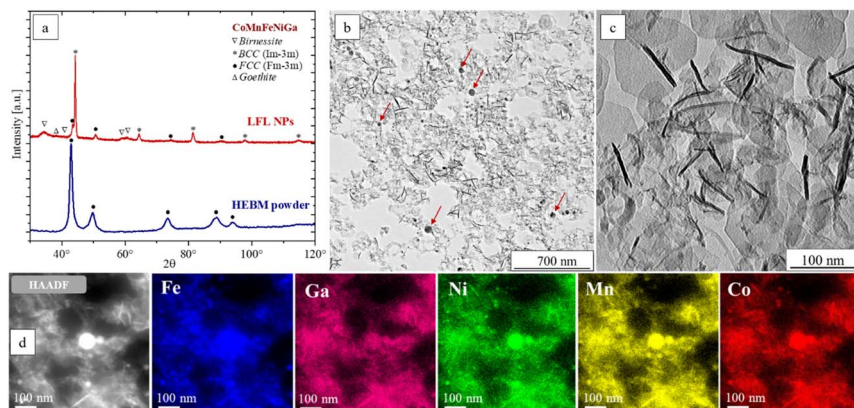 a
CoMnFeNiGa
▽ Birnessite
* BCC (Im-3m)
• FCC (Fm-3m)
△ Goethite
LFL NPs
HEBM powder
Intensity [a.u.]
40° 60° 80° 100° 120°
2θ
b
700 nm
c
100 nm
HAADF
d
100 nm
Fe
100 nm
Ga
100 nm
Ni
100 nm
Mn
100 nm
Co
100 nm